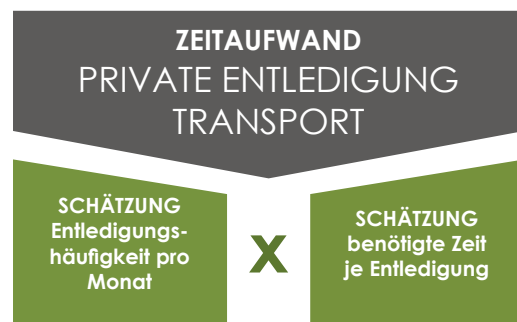 ZEITAUFWAND
PRIVATE ENTLEDIGUNG
TRANSPORT
SCHÄTZUNG
Entledigungs-
häufigkeit pro
Monat
x
SCHÄTZUNG
benötigte Zeit
je Entledigung